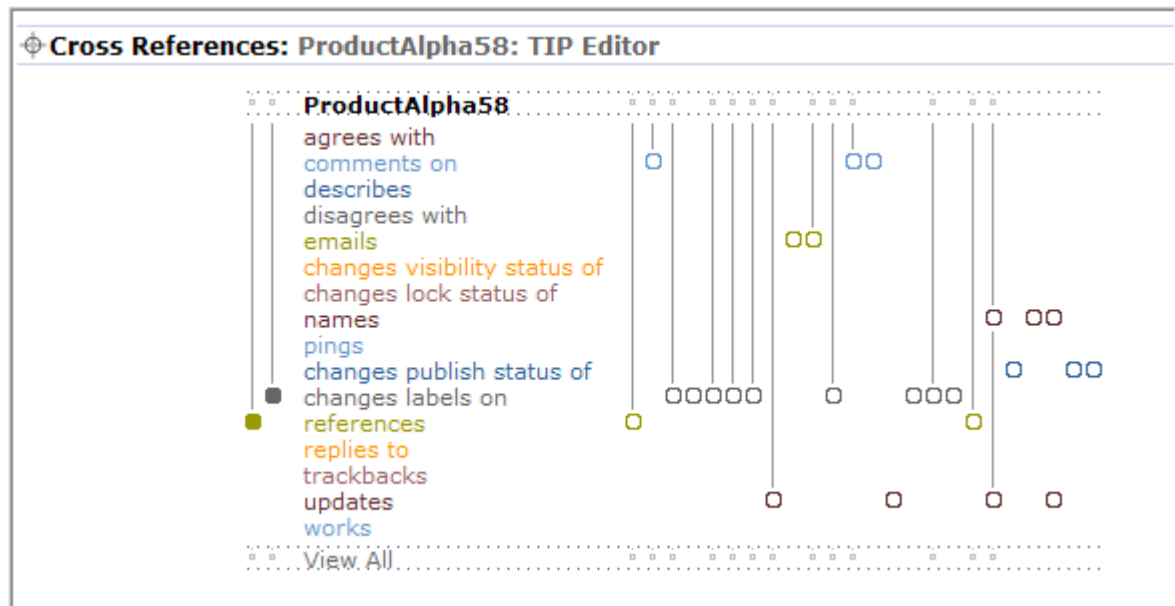 Cross References: ProductAlpha58: TIP Editor
ProductAlpha58
agrees with
comments on
describes
disagrees with
emails
changes visibility status of
changes lock status of
names
pings
changes publish status of
changes labels on
references
replies to
trackbacks
updates
works
View All